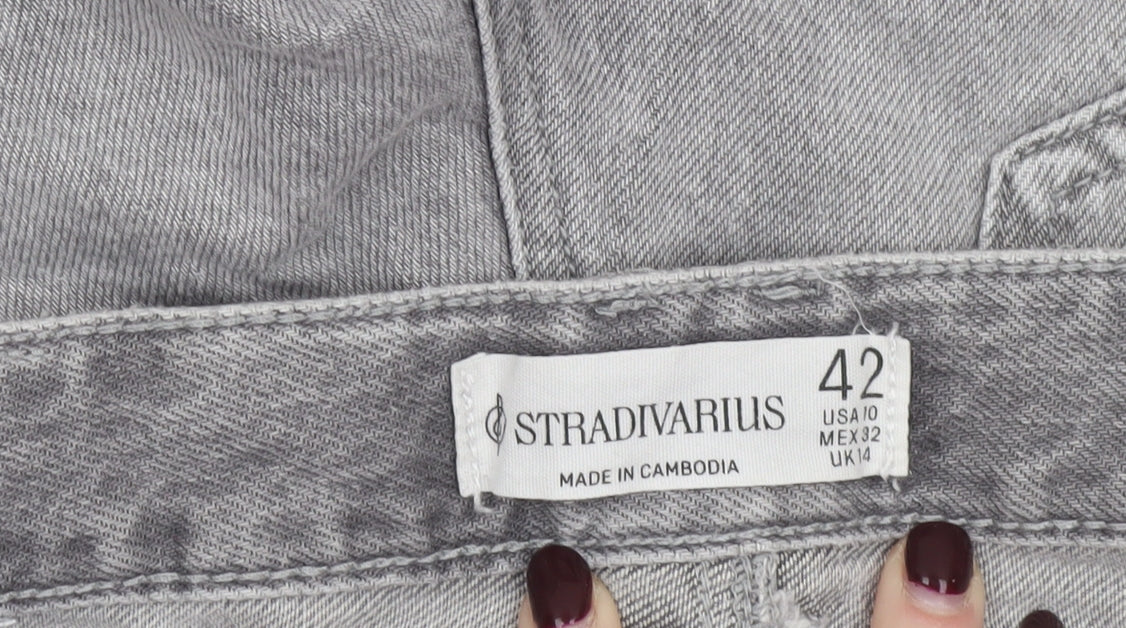 STRADIVARIUS
MADE IN CAMBODIA
42
USA 10
MEX 32
UK 14